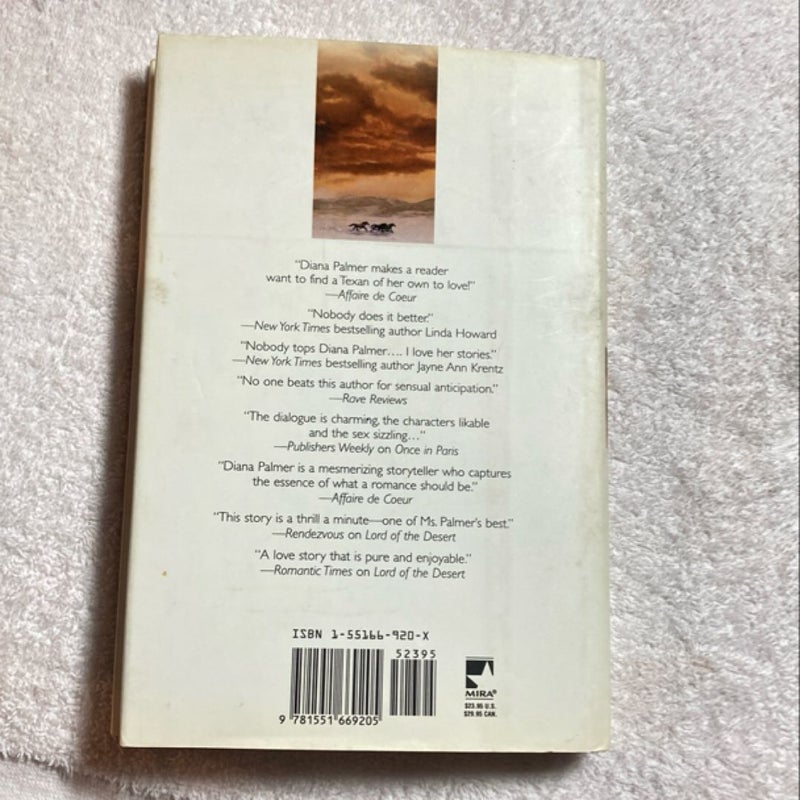 “Diana Palmer makes a reader
want to find a Texan of her own to love!”
—Affaire de Coeur
“Nobody does it better.”
—New York Times bestselling author Linda Howard
“Nobody tops Diana Palmer.... I love her stories.”
—New York Times bestselling author Jayne Ann Krentz
“No one beats this author for sensual anticipation.”
—Rave Reviews
“The dialogue is charming, the characters likable
and the sex sizzling...“
—Publishers Weekly on Once in Paris
“Diana Palmer is a mesmerizing storyteller who captures
the essence of what a romance should be.”
—Affaire de Coeur
“This story is a thrill a minute—one of Ms. Palmer’s best.”
—Rendezvous on Lord of the Desert
“A love story that is pure and enjoyable.”
—Romantic Times on Lord of the Desert
ISBN 1-55166-920-X
52395
9 781551 669205
MIRA®
$23.95 U.S.
$29.95 CAN.